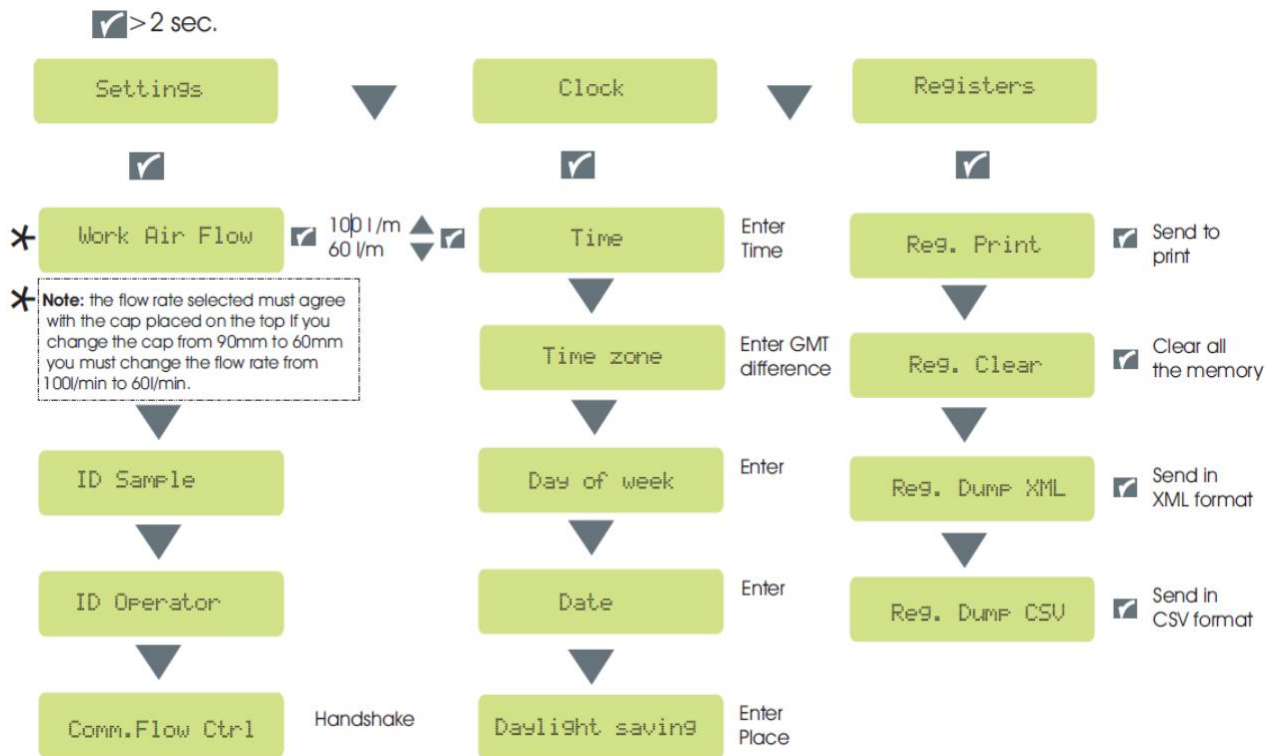 >2 sec.
Settings
Clock
Registers
Work Air Flow
100 l/m
60 l/m
Time
Enter
Time
Reg. Print
Send to
print
Note: the flow rate selected must agree
with the cap placed on the top If you
change the cap from 90mm to 60mm
you must change the flow rate from
100l/min to 60l/min.
Time zone
Enter GMT
difference
Reg. Clear
Clear all
the memory
ID Sample
Day of week
Enter
Reg. Dump XML
Send in
XML format
ID Operator
Date
Enter
Reg. Dump CSV
Send in
CSV format
Comm.Flow Ctrl
Handshake
Daylight saving
Enter
Place